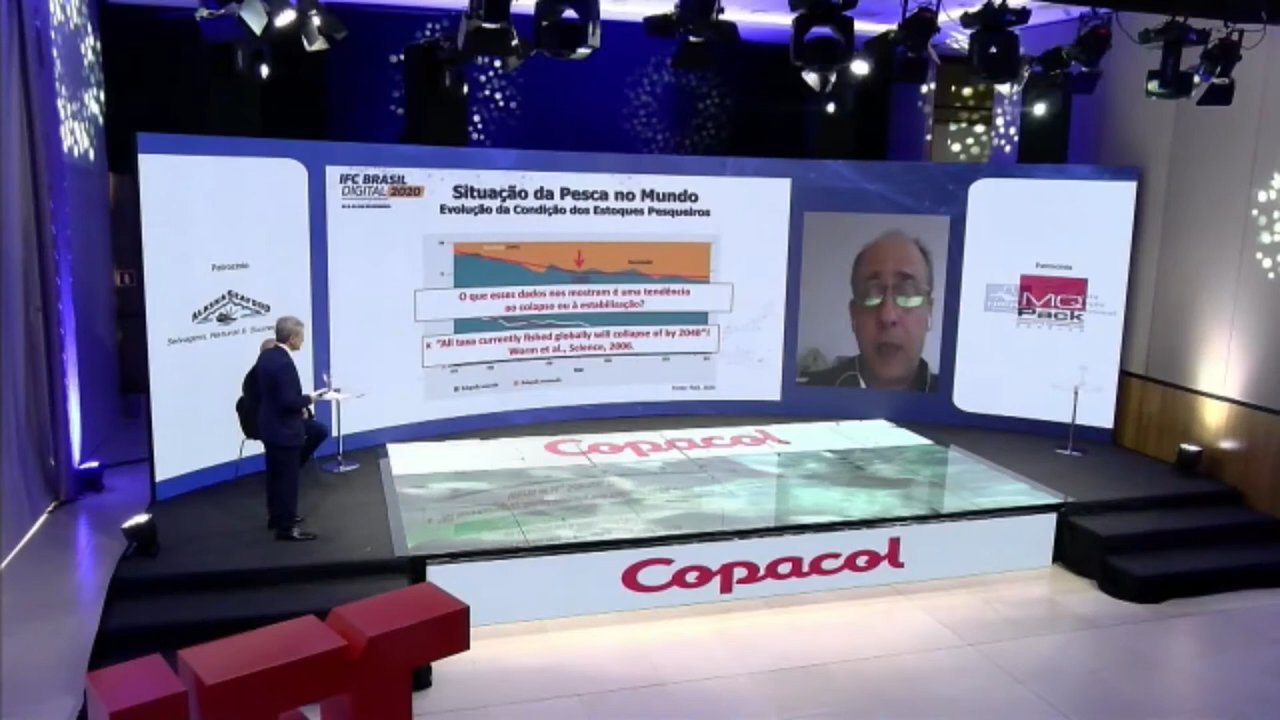 IFC BRASIL
DIGITAL 2020
Situação da Pesca no Mundo
Evolução da Condição dos Estoques Pesqueiros
O que esses dados nos mostram é uma tendência
ao colapso ou à estabilização?
x "All taxa currently fished globally will collapse of by 2048"!
Worm et al., Science, 2006.
Patrocínio
ALASKA SEAFOOD
Selvagem, Natural &
Patrocínio
MQ
Pack
Copacol
Copacol